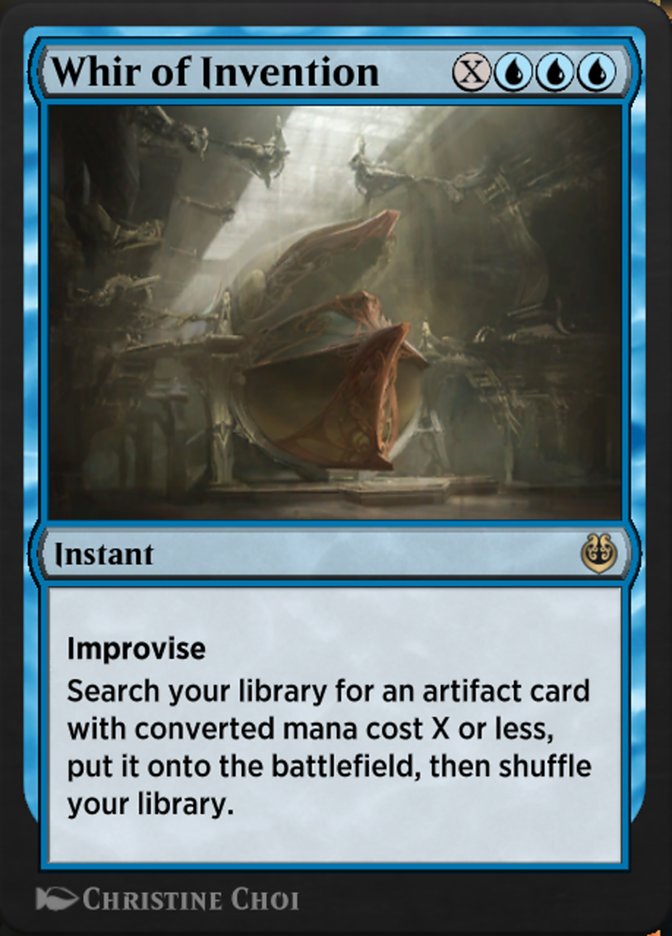 Whir of Invention X
Instant
Improvise
Search your library for an artifact card
with converted mana cost X or less,
put it onto the battlefield, then shuffle
your library.
Christine Choi